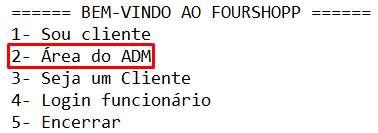 ====== BEM-VINDO AO FOURSHOPP ======
1- Sou cliente
2- Área do ADM
3- Seja um Cliente
4- Login funcionário
5- Encerrar